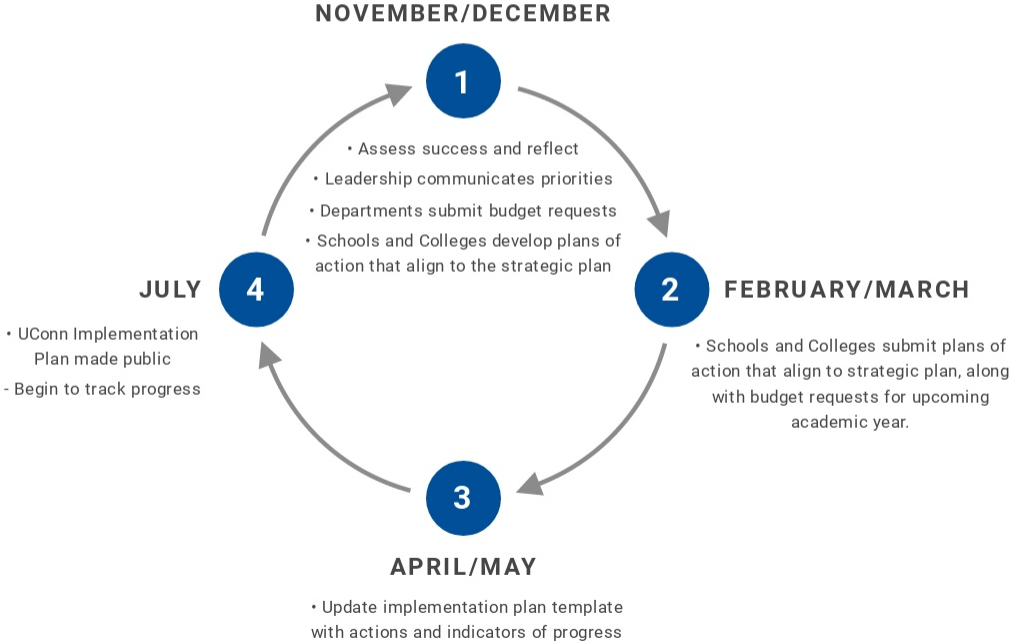 NOVEMBER/DECEMBER
1
• Assess success and reflect
• Leadership communicates priorities
• Departments submit budget requests
• Schools and Colleges develop plans of
action that align to the strategic plan
2
FEBRUARY/MARCH
• Schools and Colleges submit plans of
action that align to strategic plan, along
with budget requests for upcoming
academic year.
3
APRIL/MAY
• Update implementation plan template
with actions and indicators of progress
JULY
4
• UConn Implementation
Plan made public
- Begin to track progress